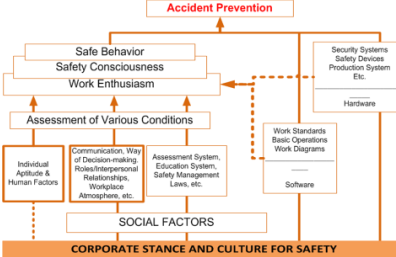 Accident Prevention
Safe Behavior
Safety Consciousness
Work Enthusiasm
Assessment of Various Conditions
Security Systems
Safety Devices
Production System
Etc.
Hardware
Individual
Aptitude &
Human Factors
Communication, Way
of Decision-making.
Roles/Interpersonal
Relationships,
Workplace
Atmosphere, etc.
Assessment System,
Education System,
Safety Management
Laws, etc.
Work Standards
Basic Operations
Work Diagrams
Software
SOCIAL FACTORS
CORPORATE STANCE AND CULTURE FOR SAFETY